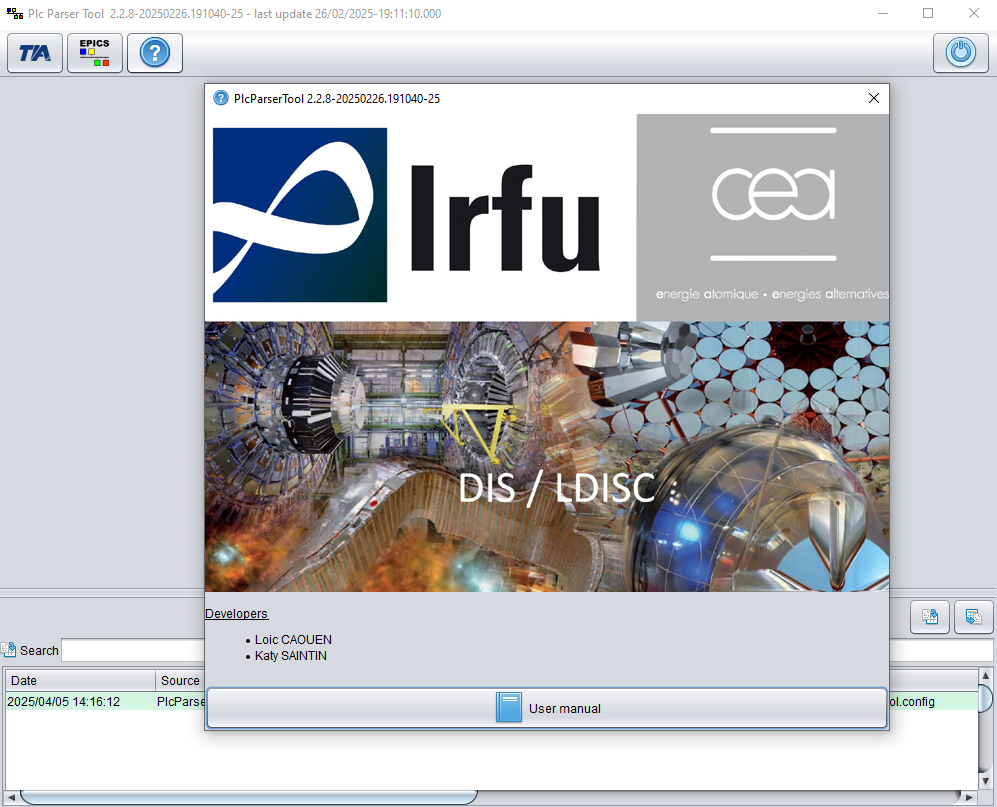 Plc Parser Tool 2.2.8-20250226.191040-25 - last update 26/02/2025-19:11:10.000
TIA
EPICS
?
PlcParserTool 2.2.8-20250226.191040-25
Irfu
cea
energie atomique • energies alternatives
DIS / LDISC
Developers
• Loic CAOUEN
• Katy SAINTIN
Search
Date Source
2025/04/05 14:16:12 PlcParse ol.config
User manual